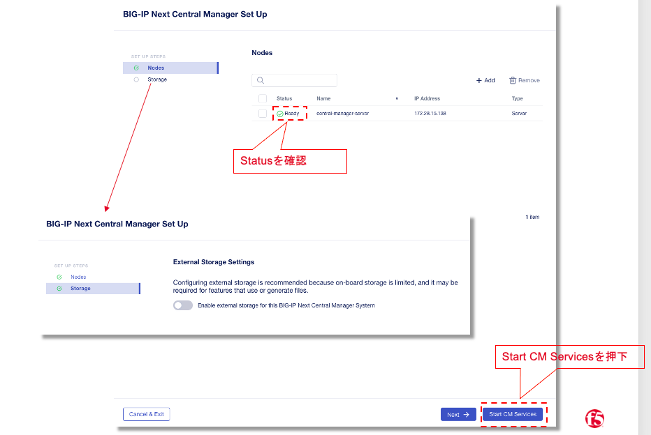 BIG-IP Next Central Manager Set Up
SET UP STEPS
Nodes
Storage
Nodes
+ Add
Remove
Status
Name
IP Address
Type
Ready
central-manager-server
Server
Statusを確認
1 item
BIG-IP Next Central Manager Set Up
SET UP STEPS
Nodes
Storage
External Storage Settings
Configuring external storage is recommended because on-board storage is limited, and it may be
required for features that use or generate files.
Enable external storage for this BIG-IP Next Central Manager System
Start CM Servicesを押下
Cancel & Exit
Next →
Start CM Services
f5